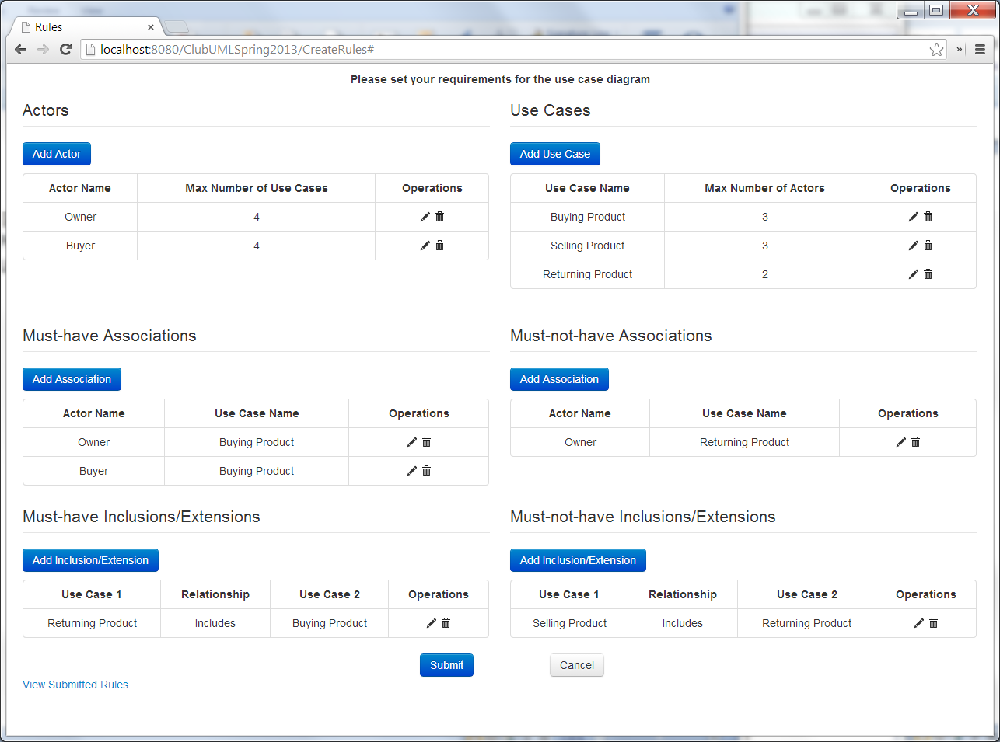 Rules
localhost:8080/ClubUMLSpring2013/CreateRules#
Please set your requirements for the use case diagram
Actors
Add Actor
Actor Name Max Number of Use Cases Operations
Owner 4
Buyer 4
Use Cases
Add Use Case
Use Case Name Max Number of Actors Operations
Buying Product 3
Selling Product 3
Returning Product 2
Must-have Associations
Add Association
Actor Name Use Case Name Operations
Owner Buying Product
Buyer Buying Product
Must-not-have Associations
Add Association
Actor Name Use Case Name Operations
Owner Returning Product
Must-have Inclusions/Extensions
Add Inclusion/Extension
Use Case 1 Relationship Use Case 2 Operations
Returning Product Includes Buying Product
Must-not-have Inclusions/Extensions
Add Inclusion/Extension
Use Case 1 Relationship Use Case 2 Operations
Selling Product Includes Returning Product
Submit Cancel
View Submitted Rules